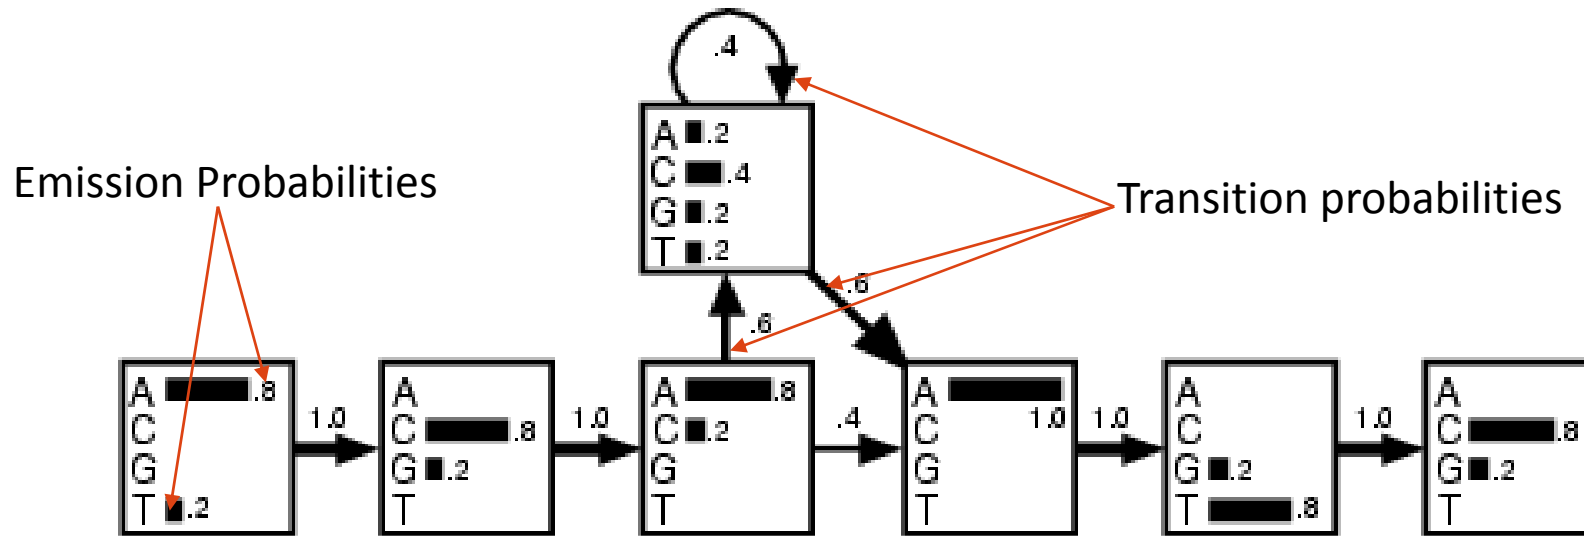 .4
A .2
C .4
G .2
T .2
Emission Probabilities
Transition probabilities
.6
.6
A .8
C
G
T .2
1.0
A
C .8
G .2
T
1.0
A .8
C .2
G
T
.4
A
1.0
C
G
T
1.0
A
C
G .2
T .8
1.0
A
C .8
G .2
T